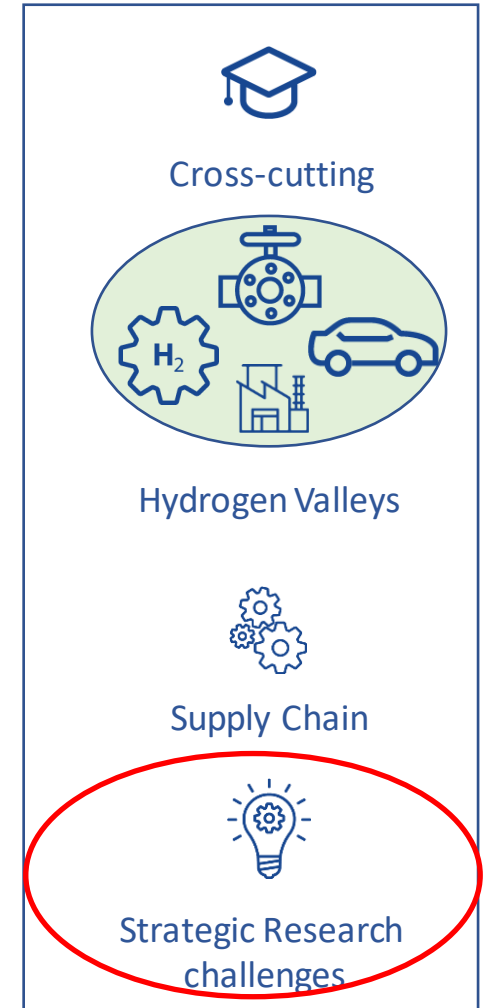 Cross-cutting
H₂
Hydrogen Valleys
Supply Chain
Strategic Research
challenges